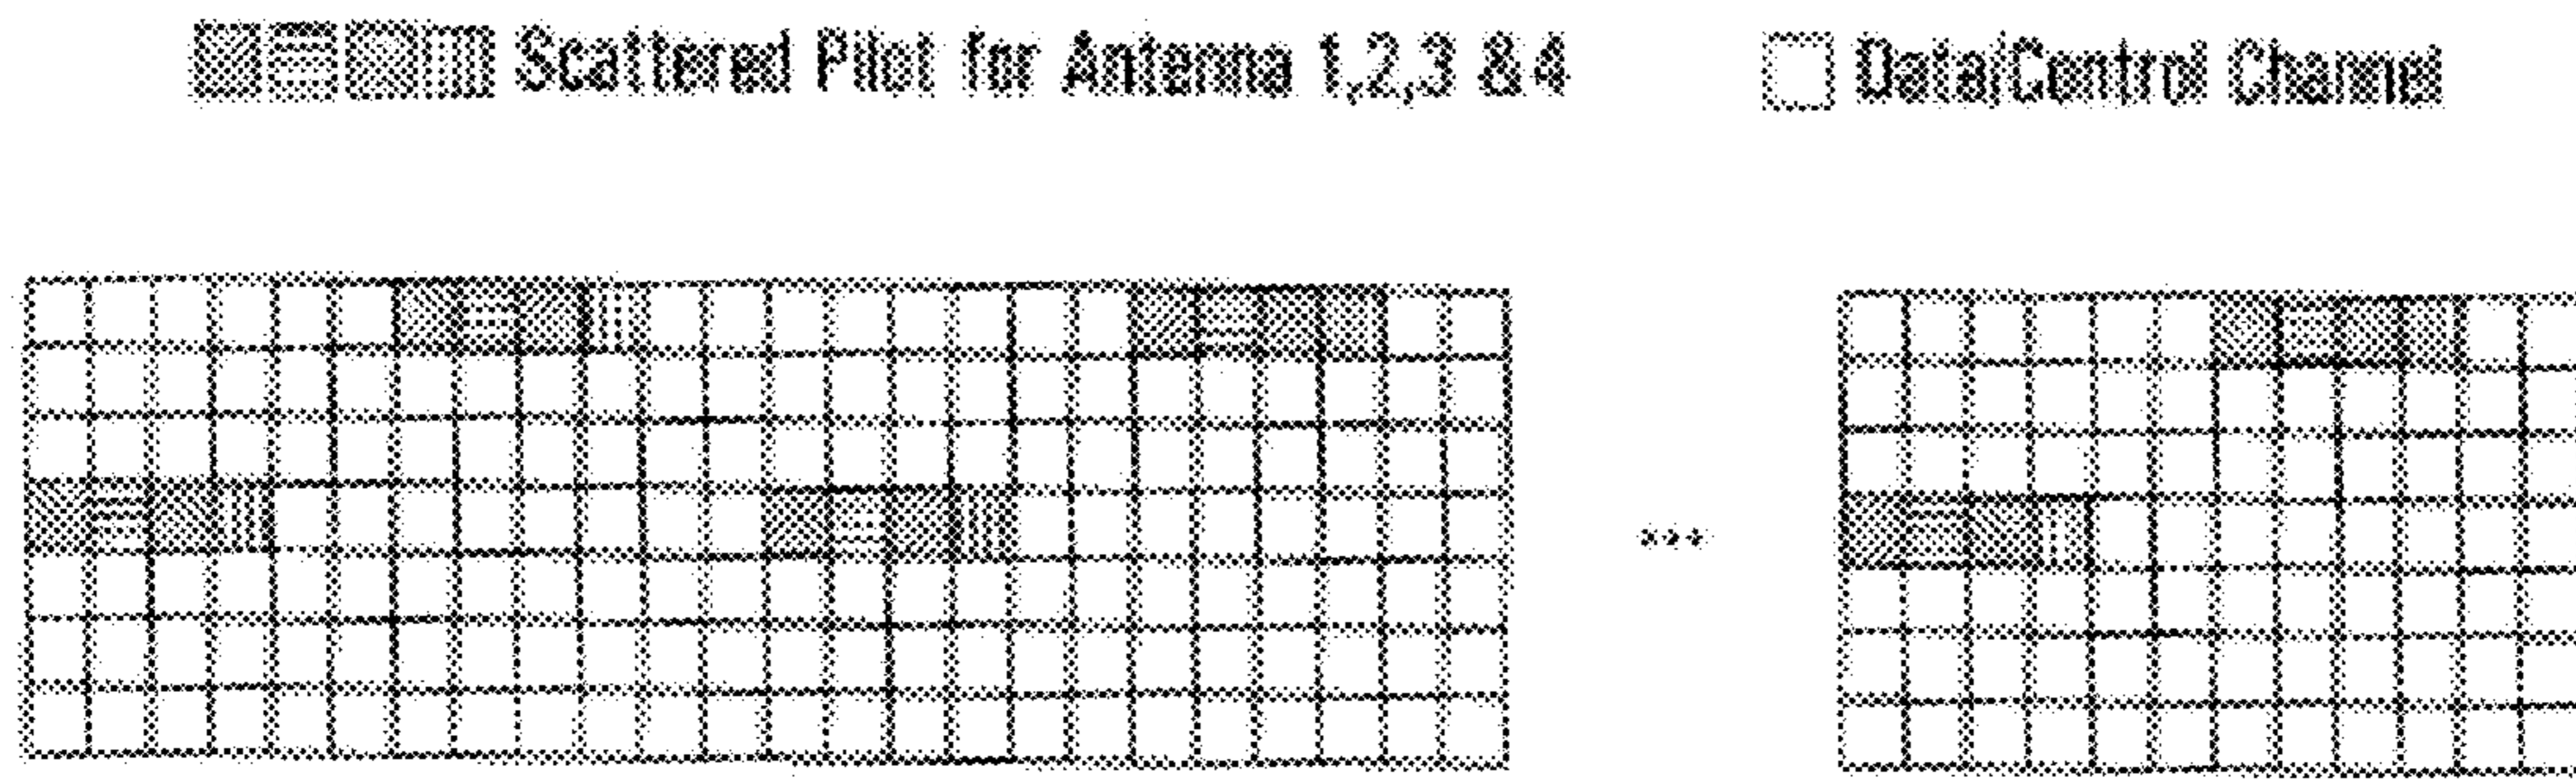 Scattered Pilot for Antenna 1,2,3 &4
Data/Control Channel
...